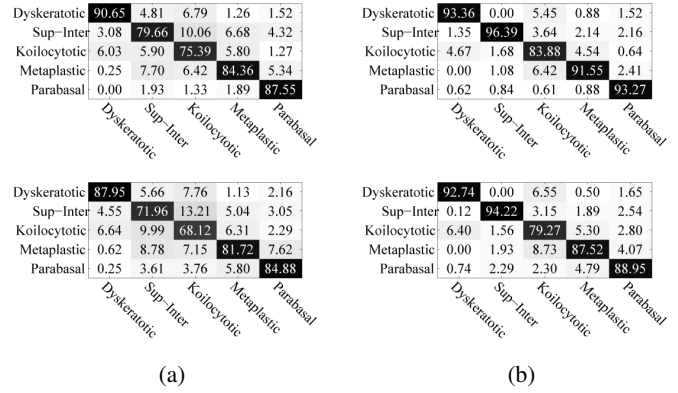 Dyskeratotic 90.65 4.81 6.79 1.26 1.52
Sup−Inter 3.08 79.66 10.06 6.68 4.32
Koilocytotic 6.03 5.90 75.39 5.80 1.27
Metaplastic 0.25 7.70 6.42 84.36 5.34
Parabasal 0.00 1.93 1.33 1.89 87.55
Dyskeratotic Sup−Inter Koilocytotic Metaplastic Parabasal
Dyskeratotic 93.36 0.00 5.45 0.88 1.52
Sup−Inter 1.35 96.39 3.64 2.14 2.16
Koilocytotic 4.67 1.68 83.88 4.54 0.64
Metaplastic 0.00 1.08 6.42 91.55 2.41
Parabasal 0.62 0.84 0.61 0.88 93.27
Dyskeratotic Sup−Inter Koilocytotic Metaplastic Parabasal
Dyskeratotic 87.95 5.66 7.76 1.13 2.16
Sup−Inter 4.55 71.96 13.21 5.04 3.05
Koilocytotic 6.64 9.99 68.12 6.31 2.29
Metaplastic 0.62 8.78 7.15 81.72 7.62
Parabasal 0.25 3.61 3.76 5.80 84.88
Dyskeratotic Sup−Inter Koilocytotic Metaplastic Parabasal
Dyskeratotic 92.74 0.00 6.55 0.50 1.65
Sup−Inter 0.12 94.22 3.15 1.89 2.54
Koilocytotic 6.40 1.56 79.27 5.30 2.80
Metaplastic 0.00 1.93 8.73 87.52 4.07
Parabasal 0.74 2.29 2.30 4.79 88.95
Dyskeratotic Sup−Inter Koilocytotic Metaplastic Parabasal
(a)
(b)